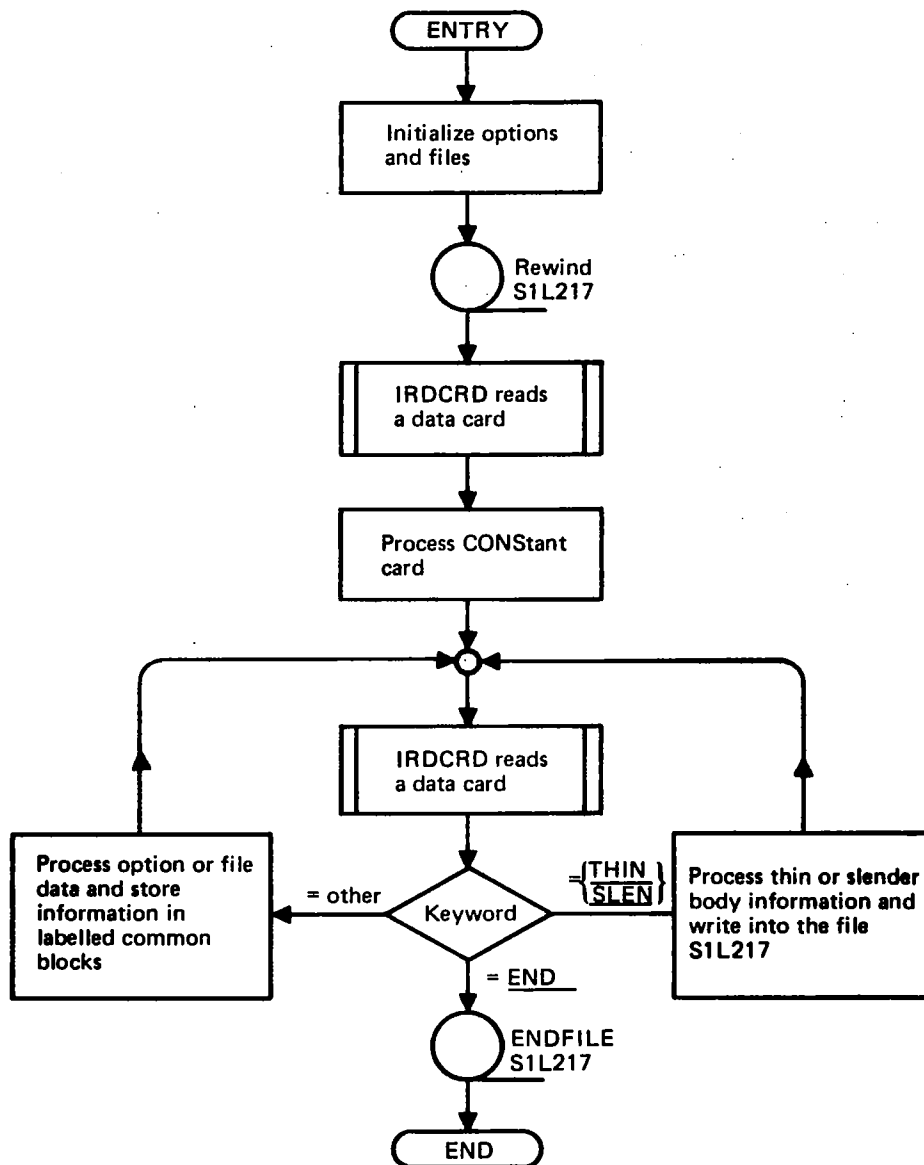 ENTRY
Initialize options
and files
Rewind
S1L217
IRDCRD reads
a data card
Process CONStant
card
IRDCRD reads
a data card
Process option or file
data and store
information in
labelled common
blocks
= other
Keyword
={THIN
SLEN}
Process thin or slender
body information and
write into the file
S1L217
= END
ENDFILE
S1L217
END